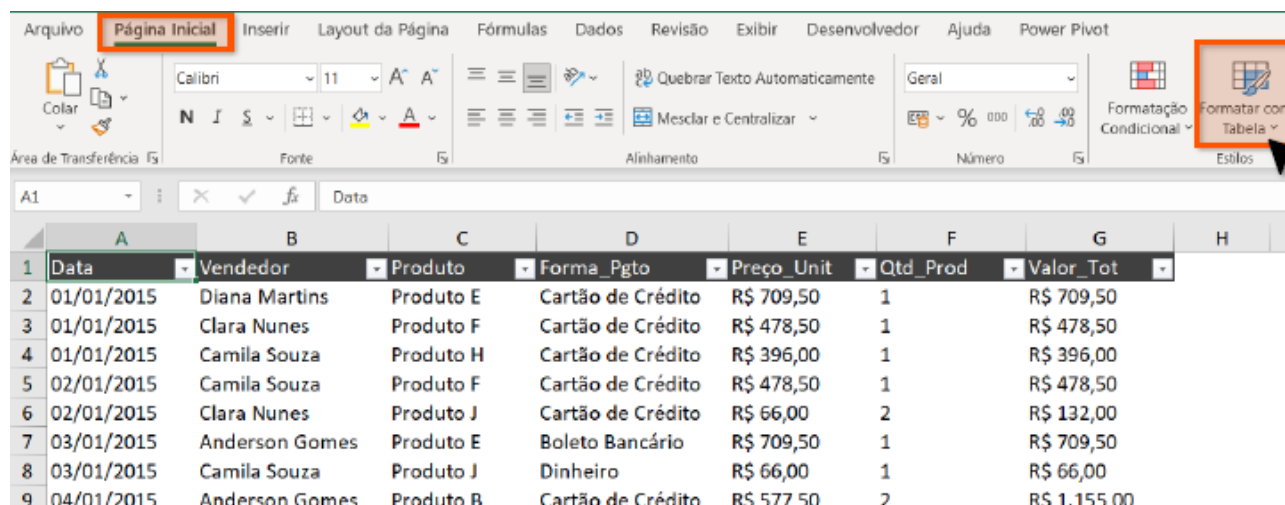 Arquivo Página Inicial Inserir Layout da Página Fórmulas Dados Revisão Exibir Desenvolvedor Ajuda Power Pivot
Colar
Calibri 11 A A Quebrar Texto Automaticamente Geral
N I S A Mesclar e Centralizar % 000
Formatação Condicional
Formatar con Tabela
Área de Transferência Fonte Alinhamento Número Estilos
A1 fx Data
A B C D E F G H
1 Data Vendedor Produto Forma_Pgto Preço_Unit Qtd_Prod Valor_Tot
2 01/01/2015 Diana Martins Produto E Cartão de Crédito R$ 709,50 1 R$ 709,50
3 01/01/2015 Clara Nunes Produto F Cartão de Crédito R$ 478,50 1 R$ 478,50
4 01/01/2015 Camila Souza Produto H Cartão de Crédito R$ 396,00 1 R$ 396,00
5 02/01/2015 Camila Souza Produto F Cartão de Crédito R$ 478,50 1 R$ 478,50
6 02/01/2015 Clara Nunes Produto J Cartão de Crédito R$ 66,00 2 R$ 132,00
7 03/01/2015 Anderson Gomes Produto E Boleto Bancário R$ 709,50 1 R$ 709,50
8 03/01/2015 Camila Souza Produto J Dinheiro R$ 66,00 1 R$ 66,00
9 04/01/2015 Anderson Gomes Produto B Cartão de Crédito R$ 577,50 2 R$ 1.155,00